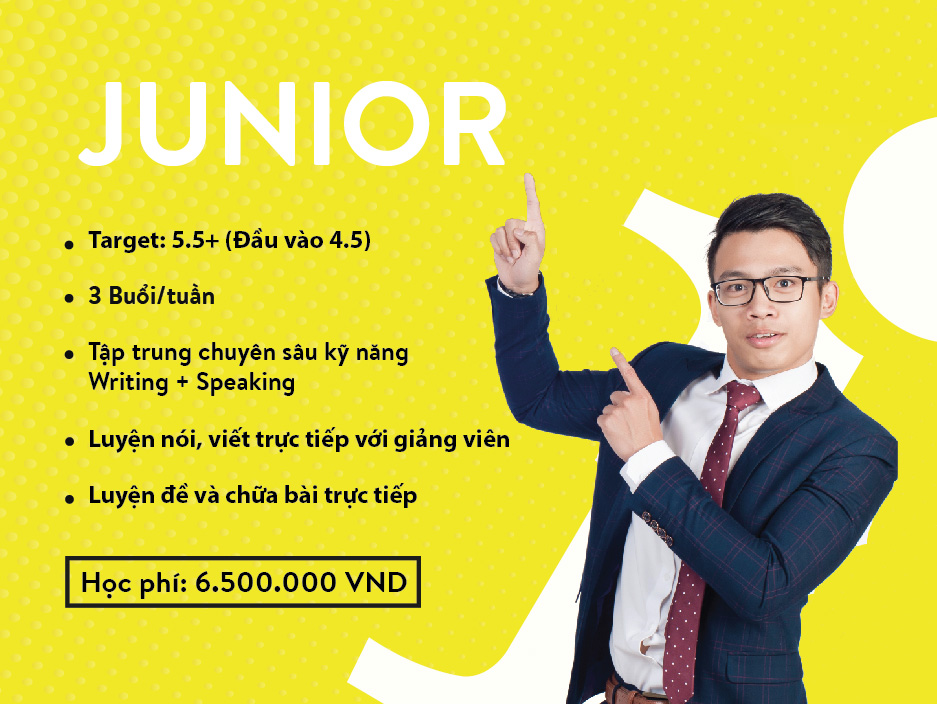 JUNIOR
• Target: 5.5+ (Đầu vào 4.5)
• 3 Buổi/tuần
• Tập trung chuyên sâu kỹ năng
Writing + Speaking
• Luyện nói, viết trực tiếp với giảng viên
• Luyện đề và chữa bài trực tiếp
Học phí: 6.500.000 VND